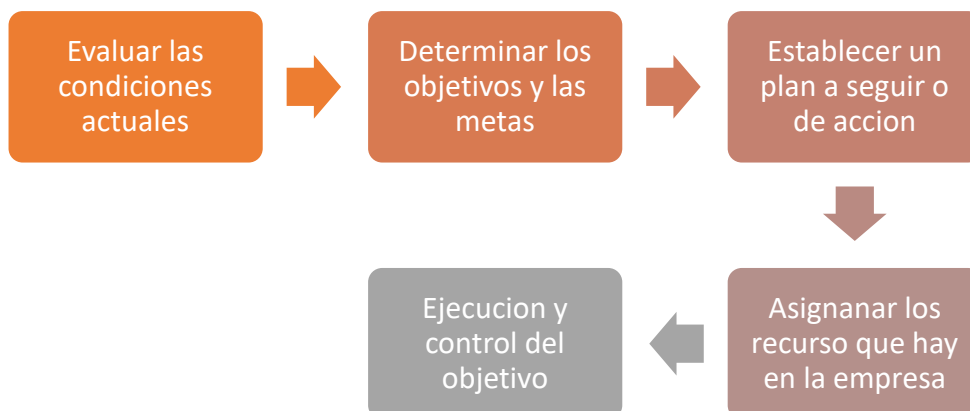 Evaluar las
condiciones
actuales
Determinar los
objetivos y las
metas
Establecer un
plan a seguir o
de accion
Asignanar los
recurso que hay
en la empresa
Ejecucion y
control del
objetivo